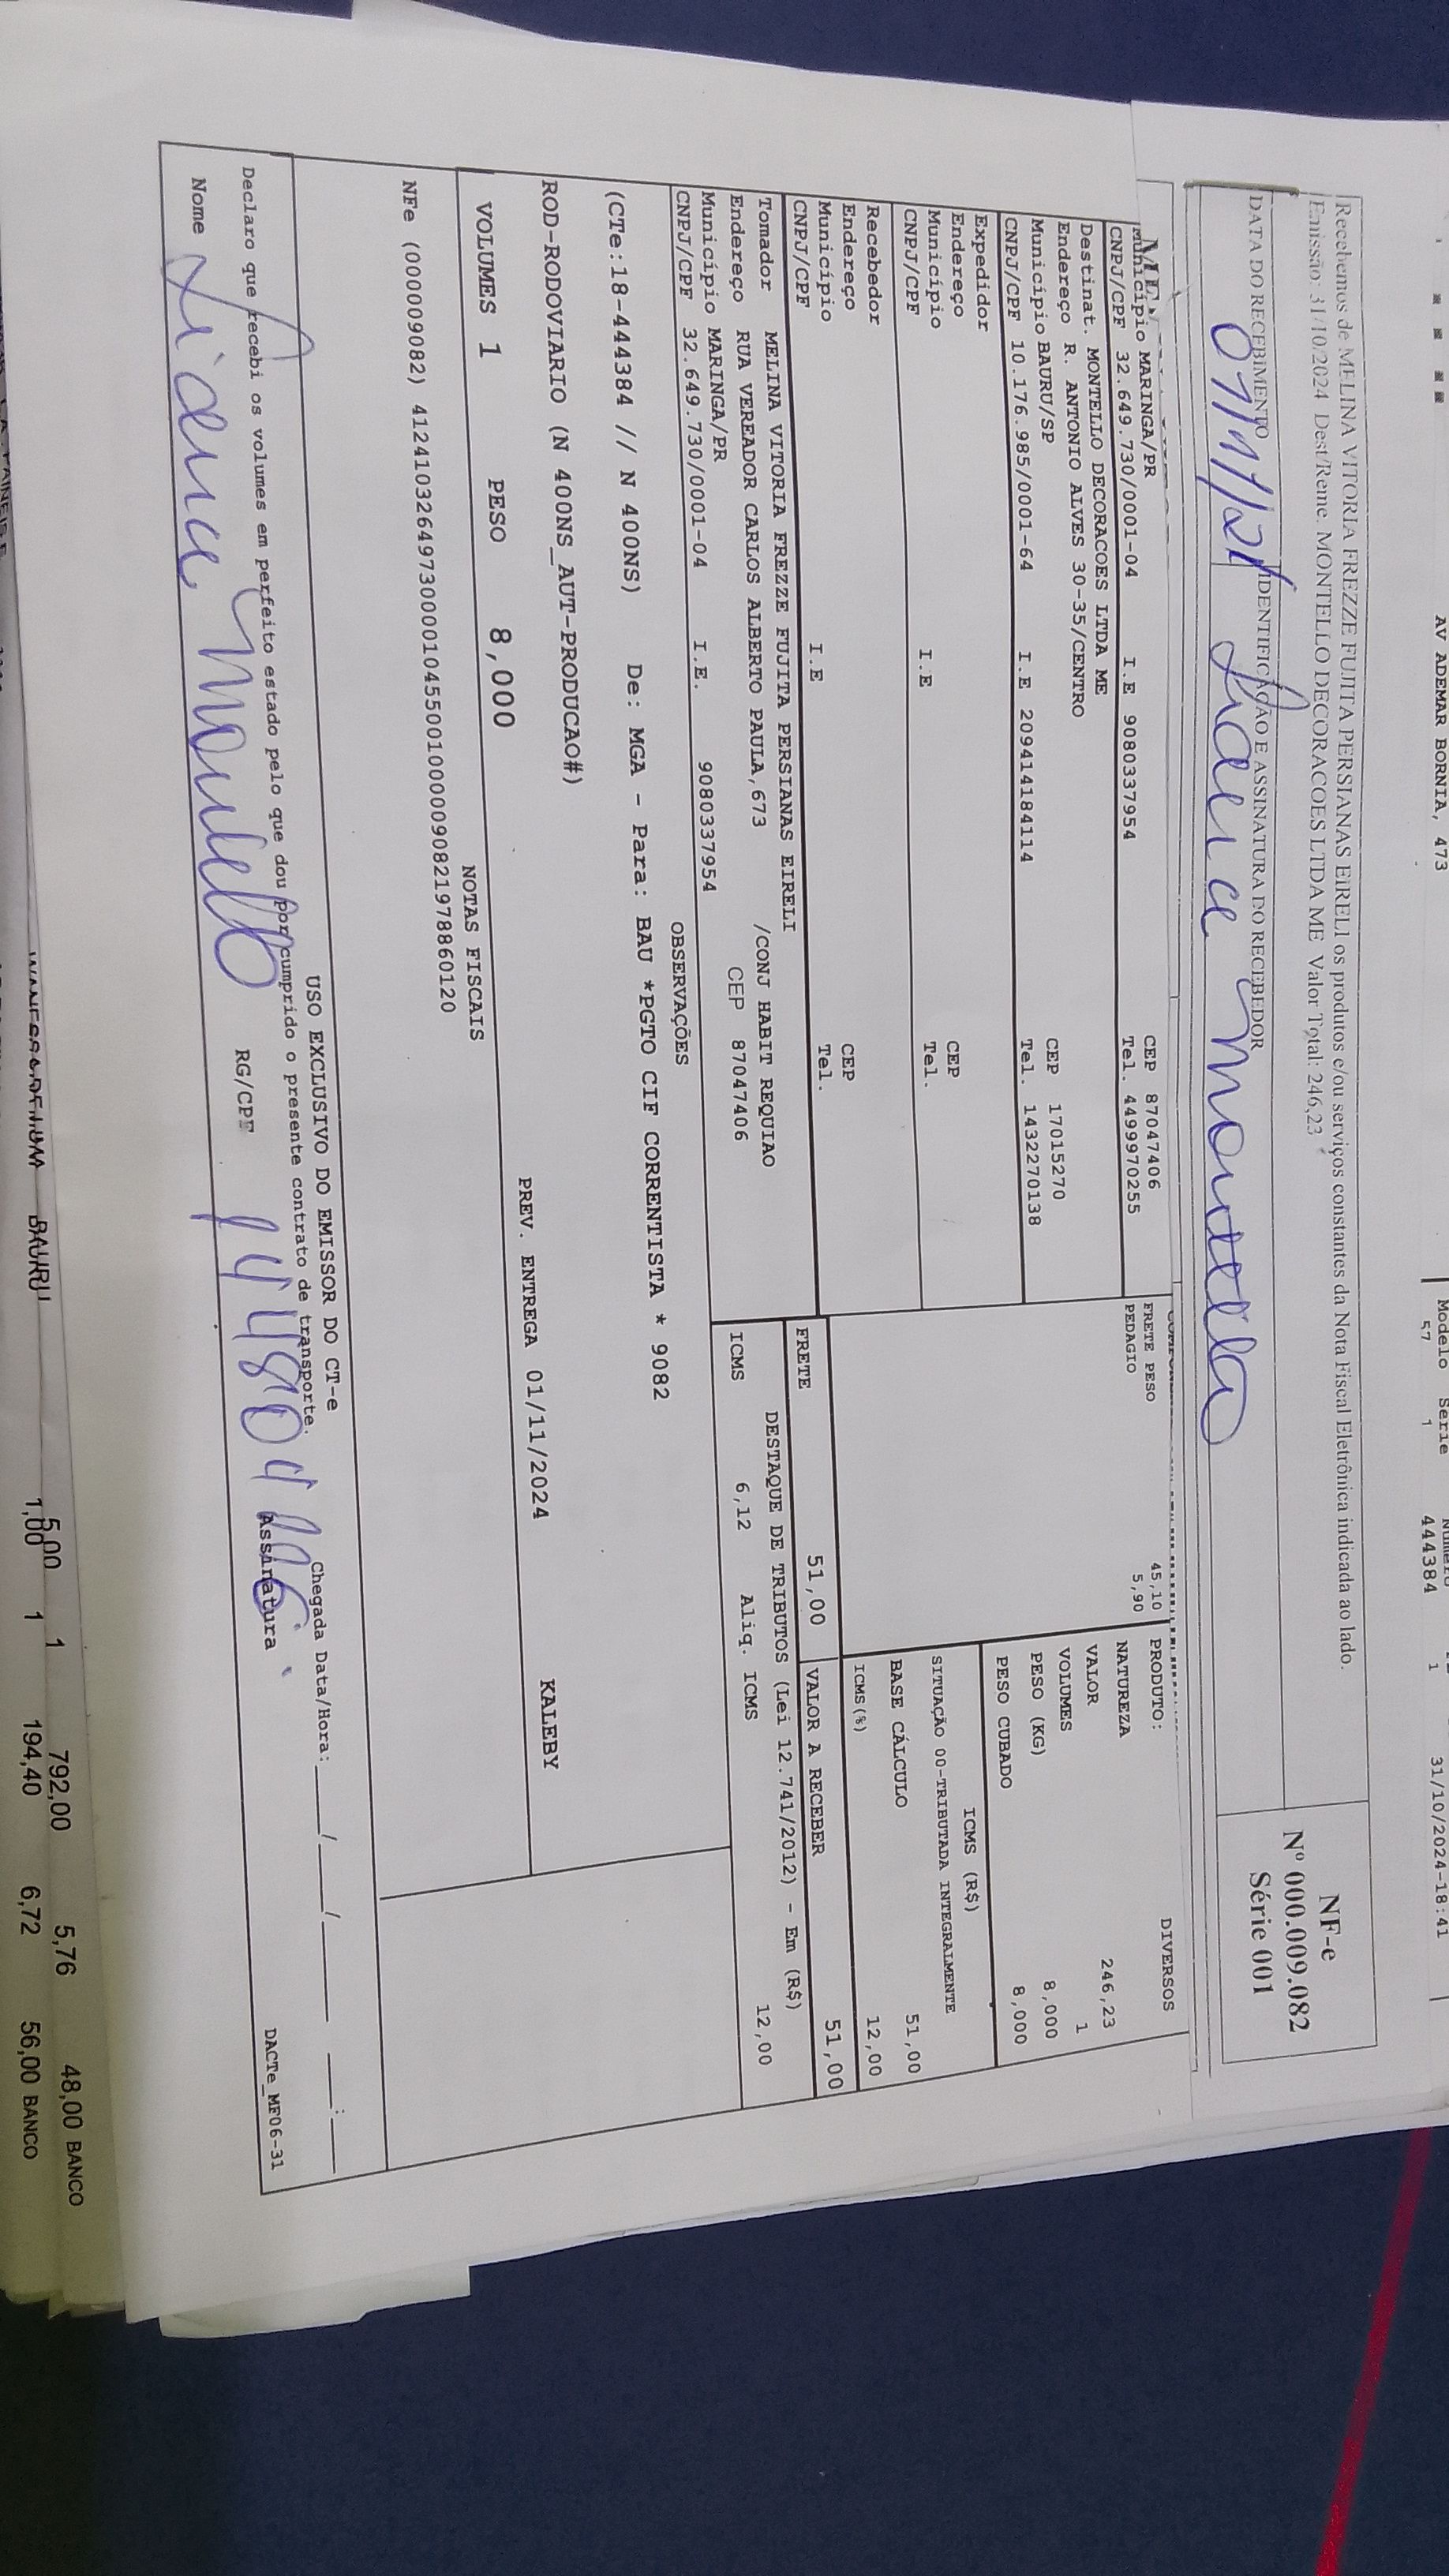 AV ADEMAR BORNIA, 473
Modelo Serie
57 1 444384 1 31/10/2024-18:41
Recebemos de MELINA VITORIA FREZZE FUJITA PERSIANAS EIRELI os produtos e/ou serviços constantes da Nota Fiscal Eletrônica indicada ao lado.
Emissão: 31/10/2024 Dest/Reme: MONTELLO DECORACOES LTDA ME Valor Total: 246,23
NF-e
Nº 000.009.082
Série 001
DATA DO RECEBIMENTO
IDENTIFICAÇÃO E ASSINATURA DO RECEBEDOR
Município MARINGA/PR CEP 87047406
CNPJ/CPF 32.649.730/0001-04 I.E 9080337954 Tel. 4499970255
Destinat. MONTELLO DECORACOES LTDA ME
Endereço R. ANTONIO ALVES 30-35/CENTRO
Municipio BAURU/SP CEP 17015270
CNPJ/CPF 10.176.985/0001-64 I.E 209414184114 Tel. 1432270138
Expedidor
Endereço
Município CEP
CNPJ/CPF I.E Tel.
Recebedor
Endereço
Município CEP
CNPJ/CPF I.E Tel.
FRETE PESO 45,10
PEDAGIO 5,90
PRODUTO: DIVERSOS
NATUREZA
VALOR 246,23
VOLUMES 1
PESO (KG) 8,000
PESO CUBADO 8,000
ICMS (R$)
SITUAÇÃO 00-TRIBUTADA INTEGRALMENTE
BASE CÁLCULO 51,00
ICMS(%) 12,00
FRETE 51,00 VALOR A RECEBER 51,00
Tomador MELINA VITORIA FREZZE FUJITA PERSIANAS EIRELI
Endereço RUA VEREADOR CARLOS ALBERTO PAULA,673 /CONJ HABIT REQUIAO
Município MARINGA/PR CEP 87047406
CNPJ/CPF 32.649.730/0001-04 I.E. 9080337954
DESTAQUE DE TRIBUTOS (Lei 12.741/2012) - Em (R$)
ICMS 6,12 Aliq. ICMS 12,00
OBSERVAÇÕES
(CTe:18-444384 // N 400NS) De: MGA - Para: BAU *PGTO CIF CORRENTISTA * 9082
ROD-RODOVIARIO (N 400NS_AUT-PRODUCAO#)
VOLUMES 1 PESO 8,000 PREV. ENTREGA 01/11/2024 KALEBY
NOTAS FISCAIS
NFe (000009082) 41241032649730000104550010000090821978860120
USO EXCLUSIVO DO EMISSOR DO CT-e
Declaro que recebi os volumes em perfeito estado pelo que dou por cumprido o presente contrato de transporte.
Chegada Data/Hora: ___/___/_____ ___:___
Nome RG/CPF Assinatura
DACTe_MF06-31
5,00 1 792,00 5,76 48,00 BANCO
BAURU 1,00 1 194,40 6,72 56,00 BANCO